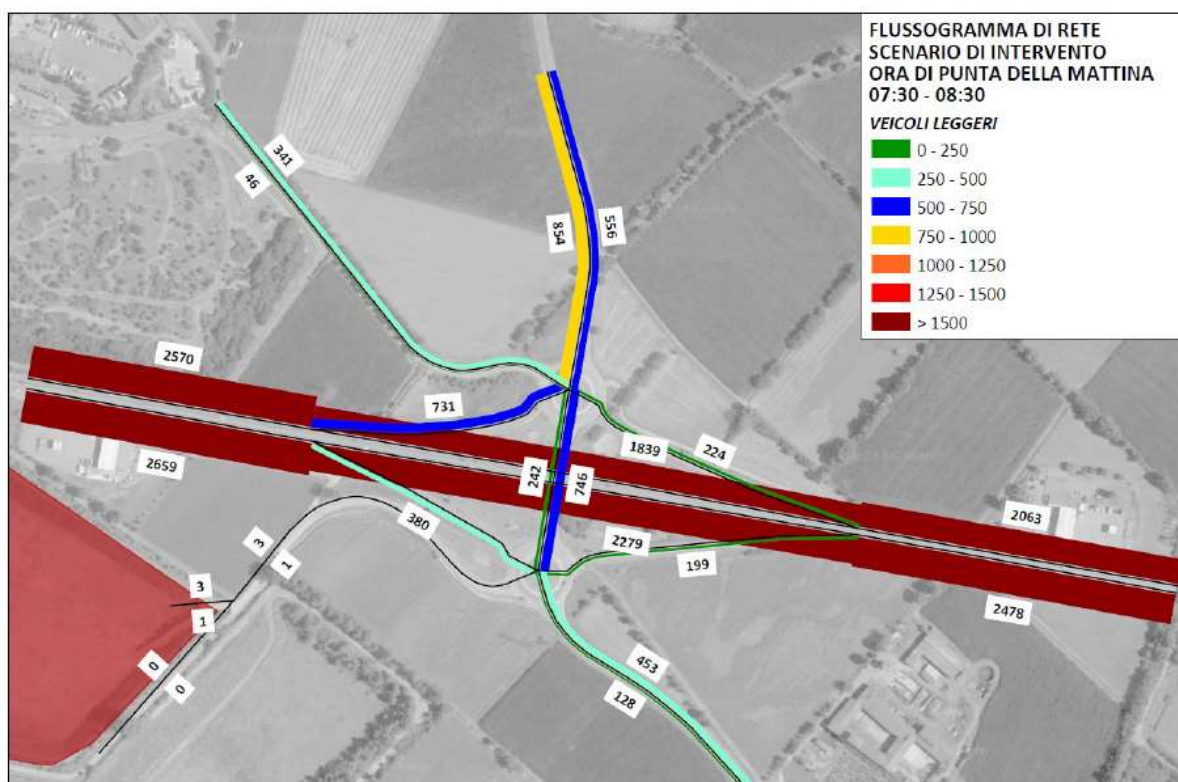 FLUSSOGRAMMA DI RETE
SCENARIO DI INTERVENTO
ORA DI PUNTA DELLA MATTINA
07:30 - 08:30
VEICOLI LEGGERI
0 - 250
250 - 500
500 - 750
750 - 1000
1000 - 1250
1250 - 1500
> 1500
341
46
854
556
2570
731
2659
1839
224
242
746
380
2063
2279
199
2478
3
1
3
1
0
0
453
128